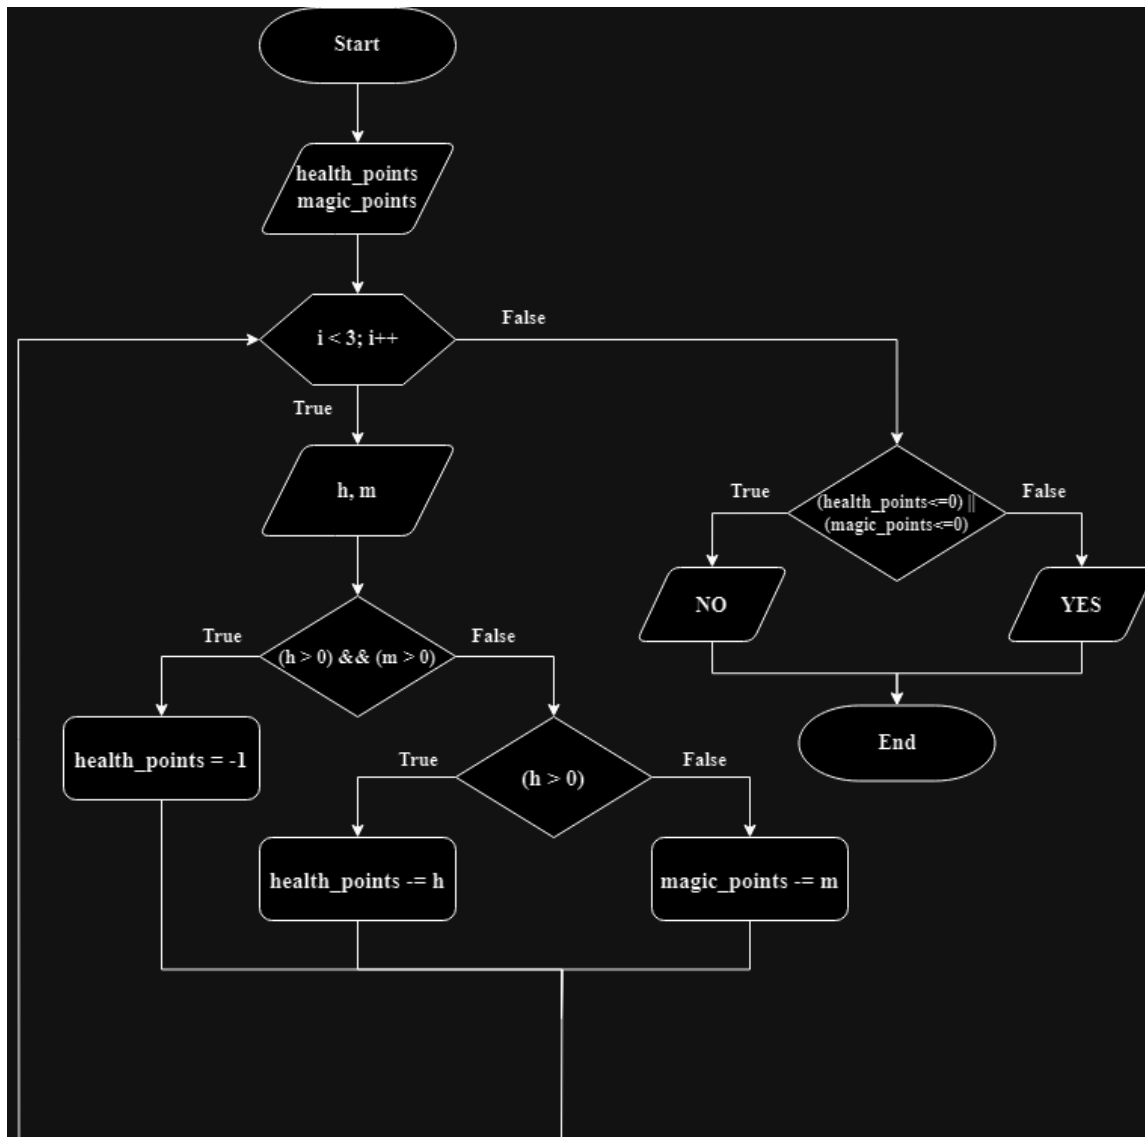 Start
health_points
magic_points
i < 3; i++
False
True
h, m
(health_points<=0) ||
(magic_points<=0)
True
False
NO
YES
End
(h > 0) && (m > 0)
True
False
health_points = -1
(h > 0)
True
False
health_points -= h
magic_points -= m